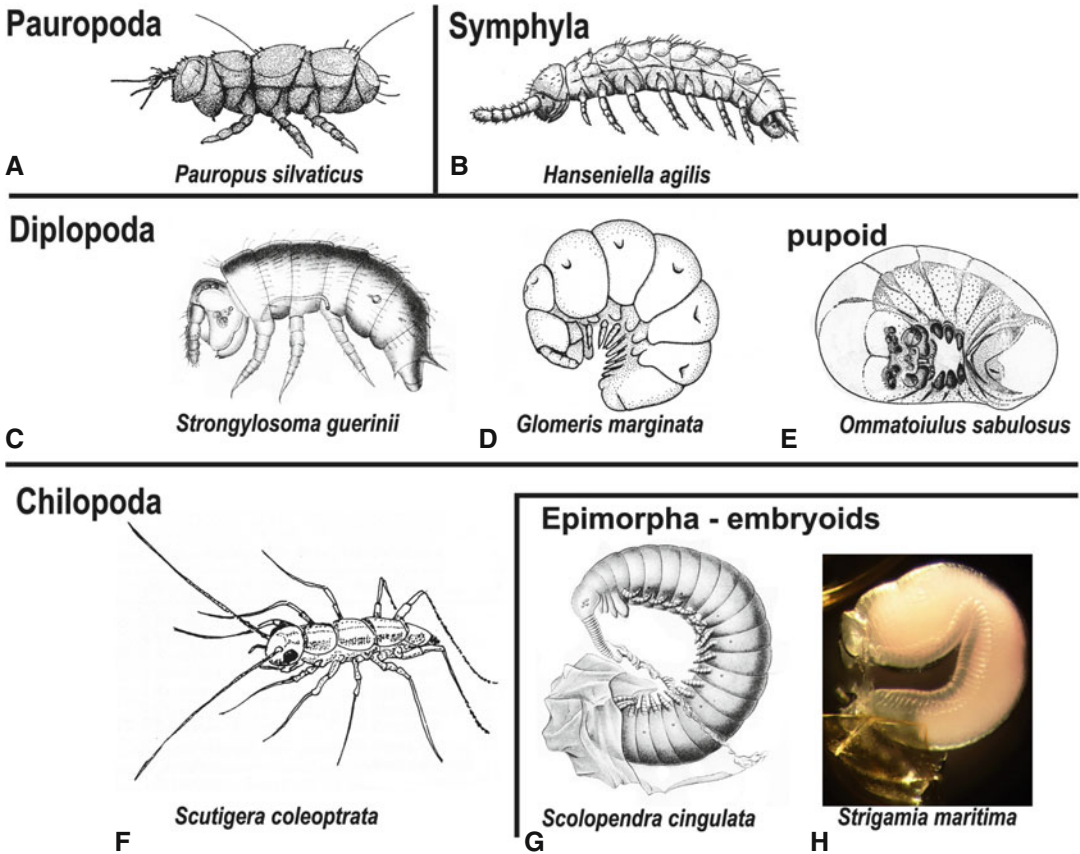 Pauropoda
Symphyla
A
Pauropus silvaticus
B
Hanseniella agilis
Diplopoda
pupoid
C
Strongylosoma guerinii
D
Glomeris marginata
E
Ommatoiulus sabulosus
Chilopoda
Epimorpha - embryoids
F
Scutigera coleoptrata
G
Scolopendra cingulata
H
Strigamia maritima